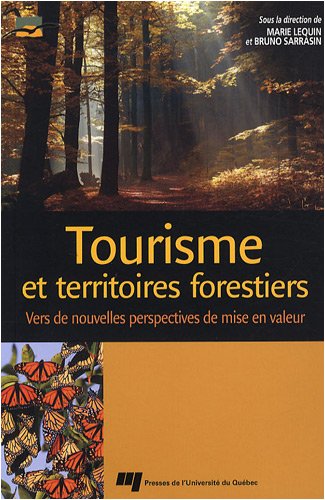 Sous la direction de
MARIE LEQUIN
et BRUNO SARRASIN
Tourisme
et territoires forestiers
Vers de nouvelles perspectives de mise en valeur
Presses de l'Université du Québec